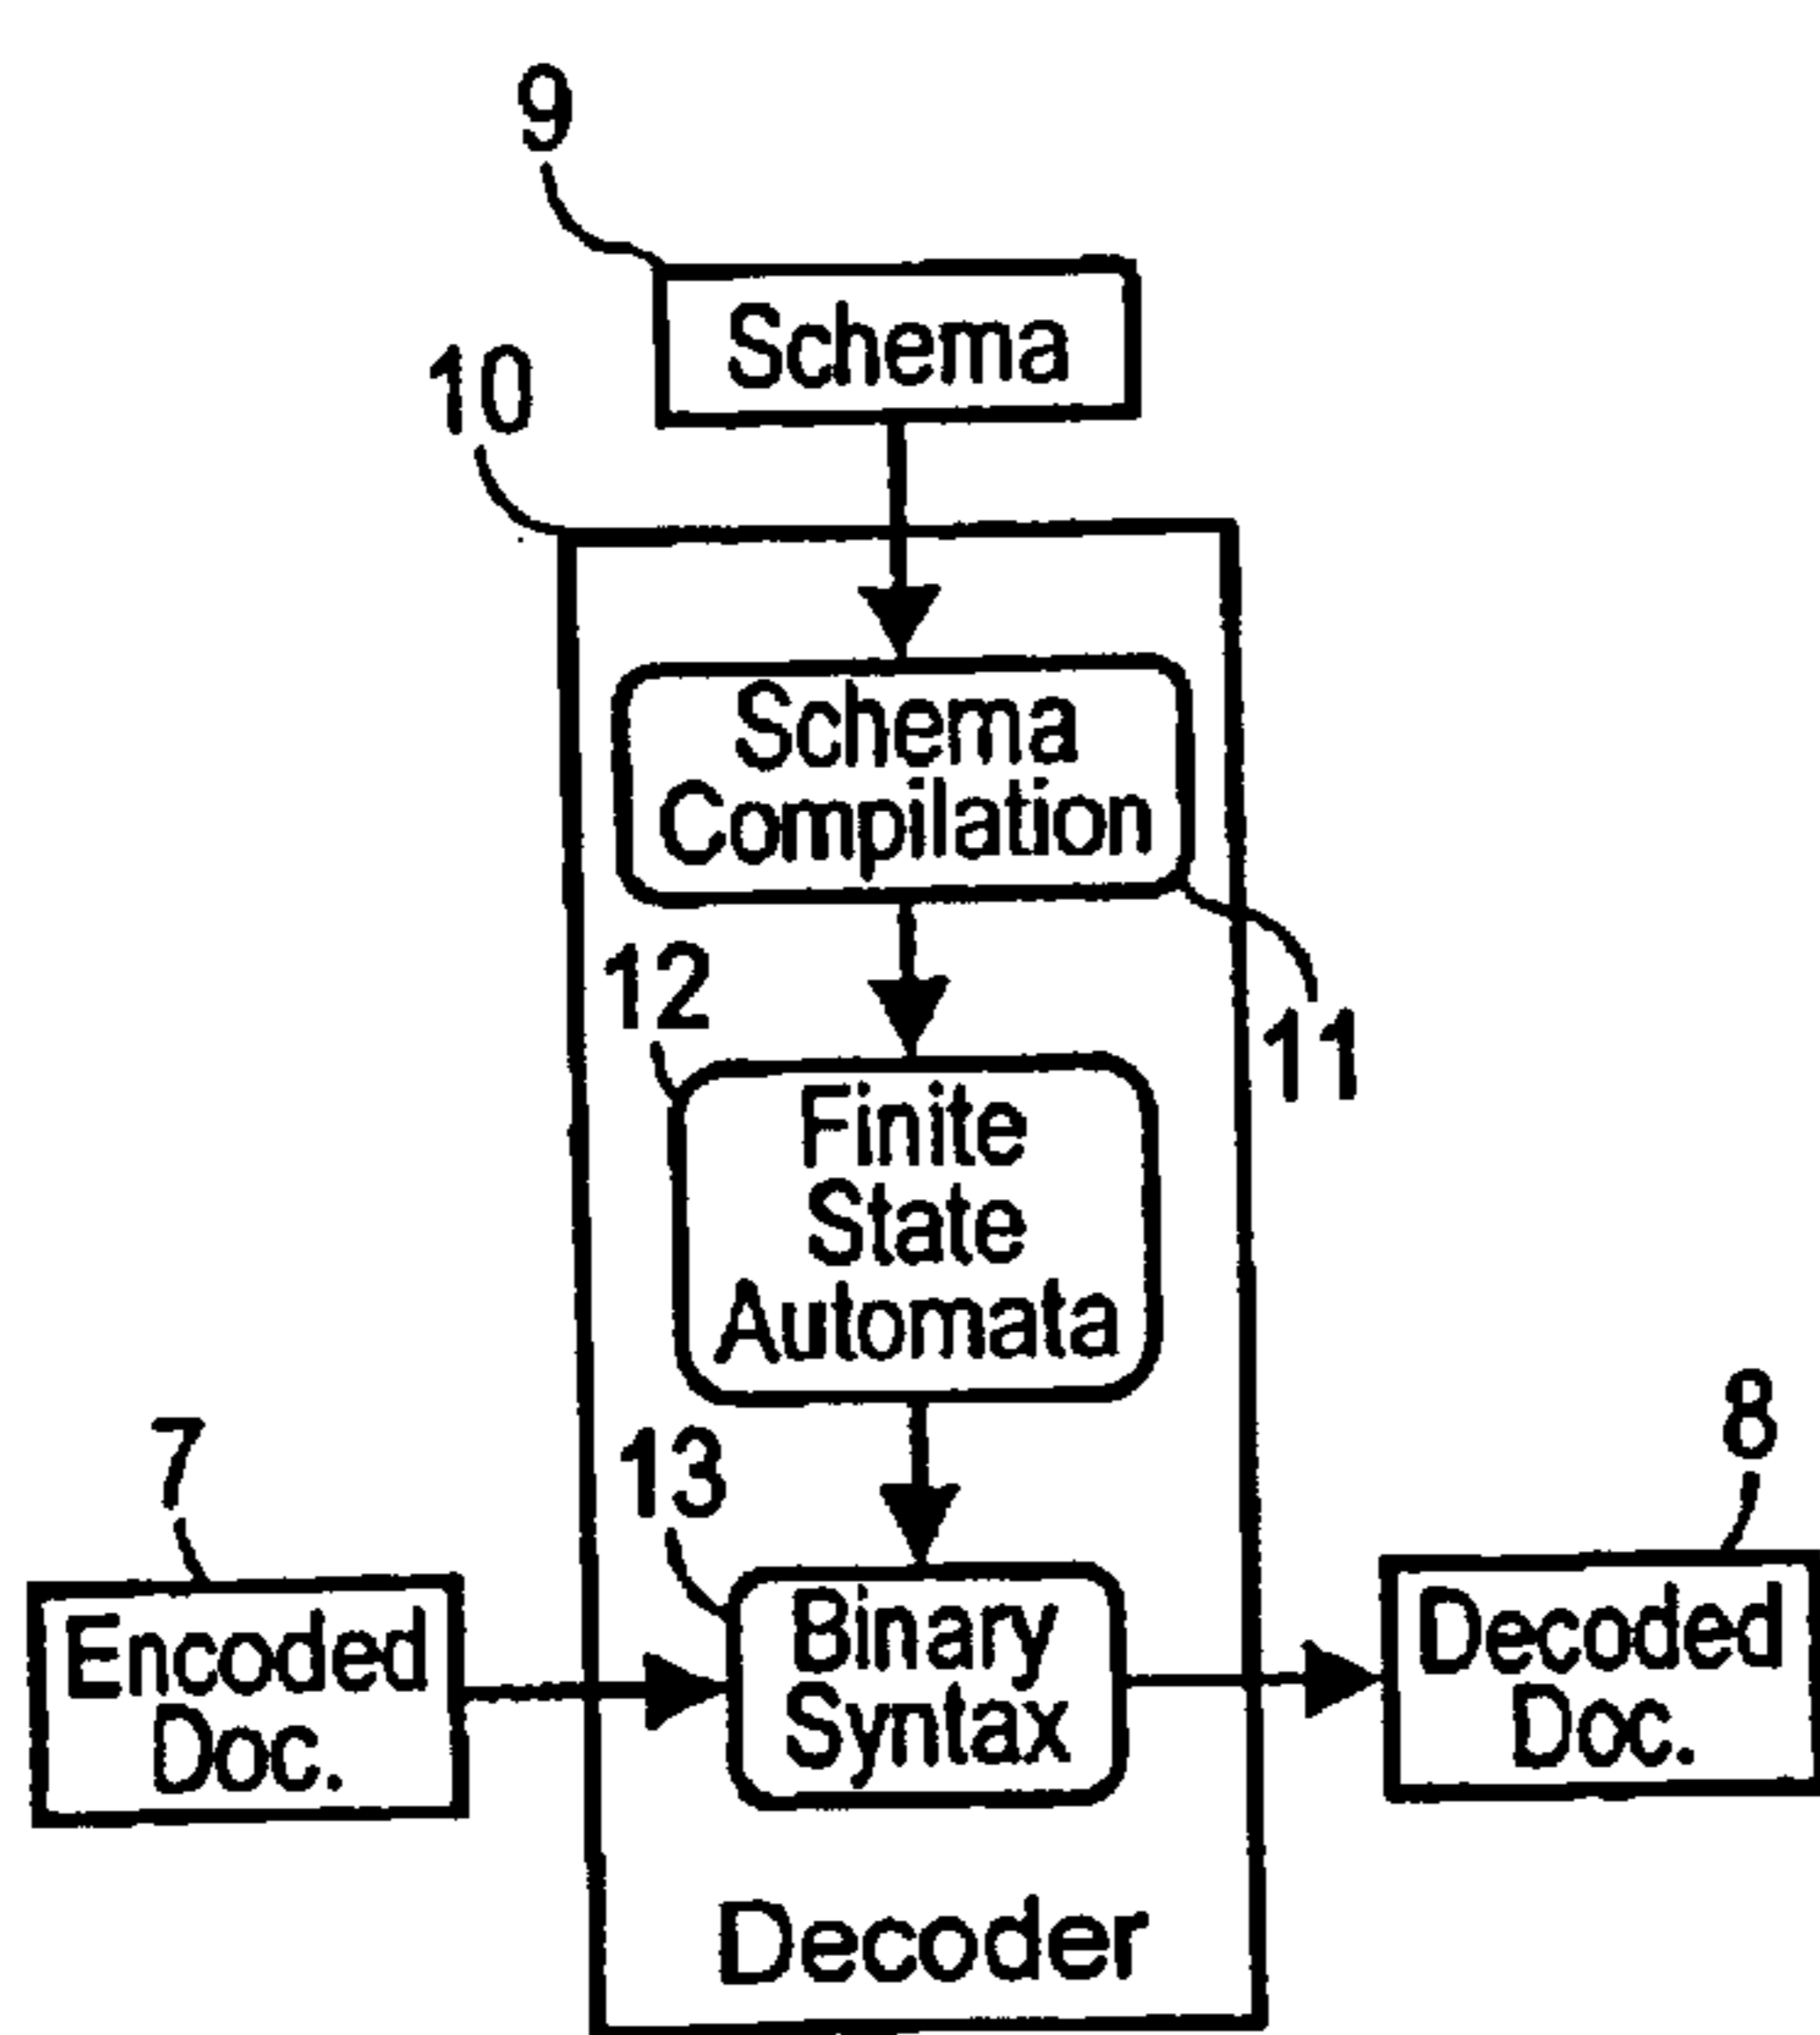 9
Schema
10
Schema
Compilation
12
11
Finite
State
Automata
7
8
13
Encoded
Doc.
Binary
Syntax
Decoded
Doc.
Decoder